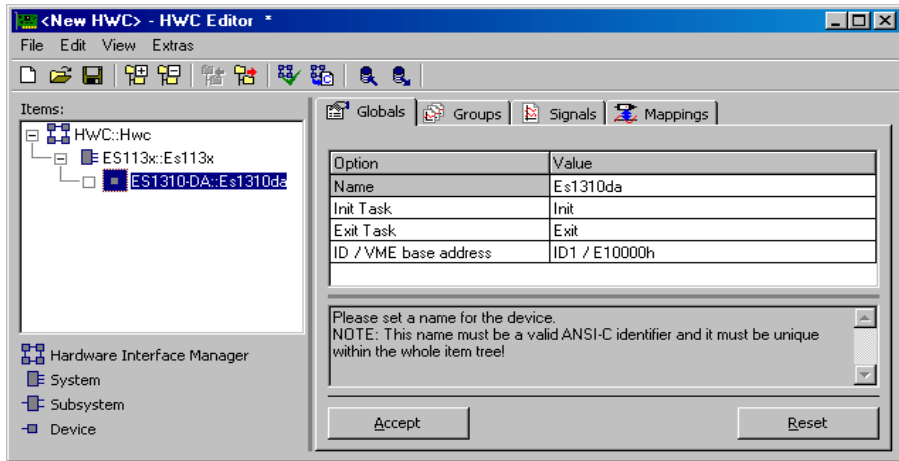 <New HWC> - HWC Editor *
File Edit View Extras
Items:
HWC::Hwc
ES113x::Es113x
ES1310-DA::Es1310da
Globals Groups Signals Mappings
Option Value
Name Es1310da
Init Task Init
Exit Task Exit
ID / VME base address ID1 / E10000h
Please set a name for the device.
NOTE: This name must be a valid ANSI-C identifier and it must be unique
within the whole item tree!
Hardware Interface Manager
System
Subsystem
Device
Accept Reset